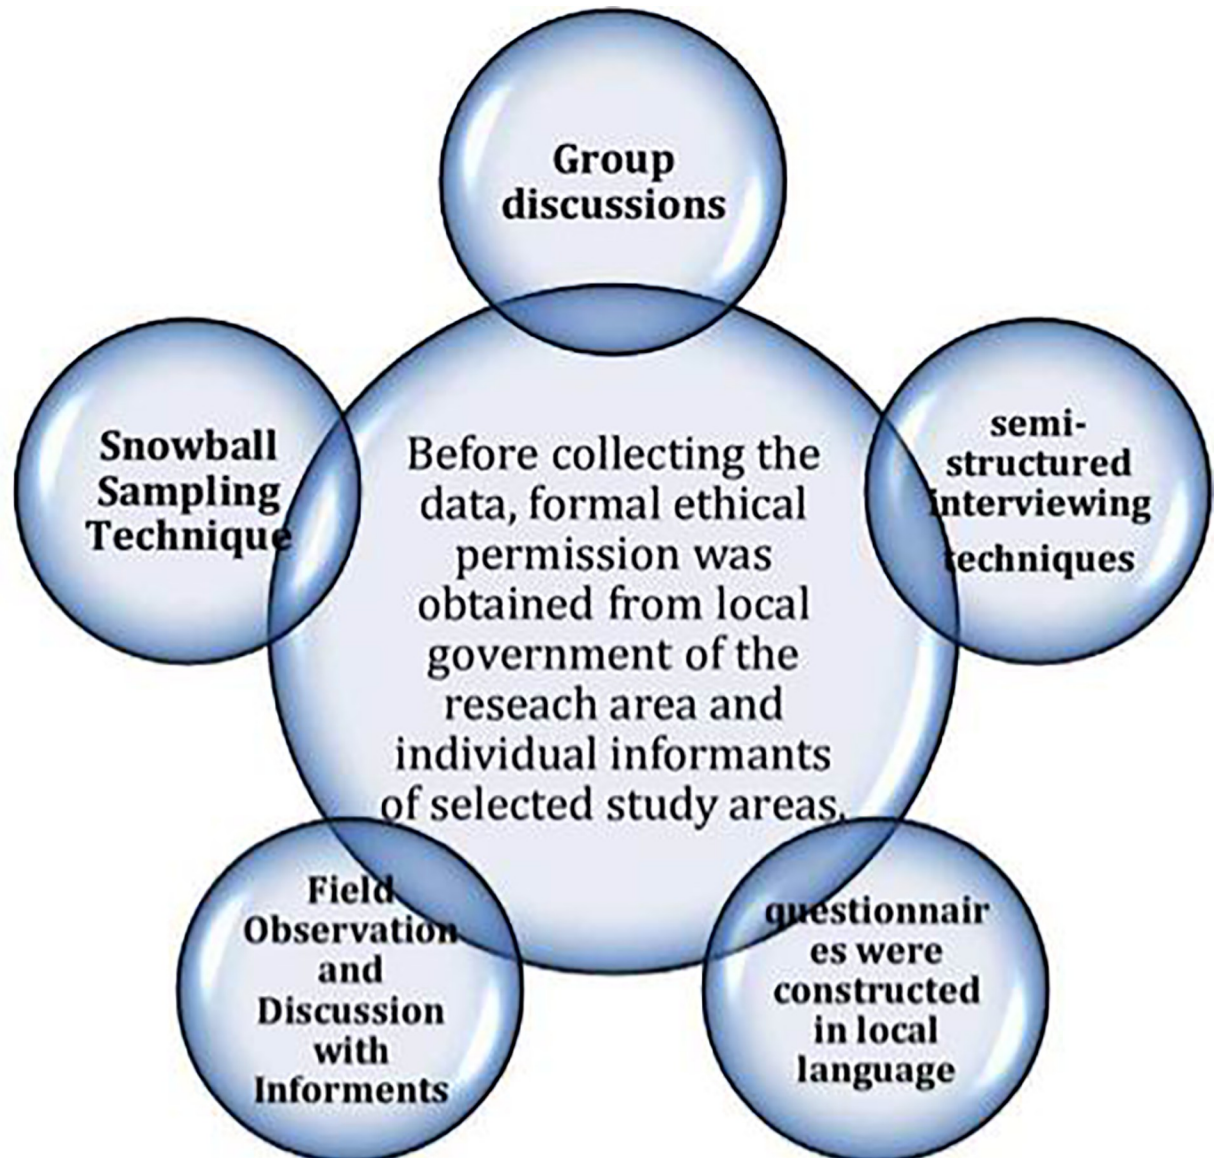 Group
discussions
Snowball
Sampling
Technique
semi-
structured
interviewing
techniques
Before collecting the
data, formal ethical
permission was
obtained from local
government of the
reseach area and
individual informants
of selected study areas.
Field
Observation
and
Discussion
with
Informents
questionnair
es were
constructed
in local
language